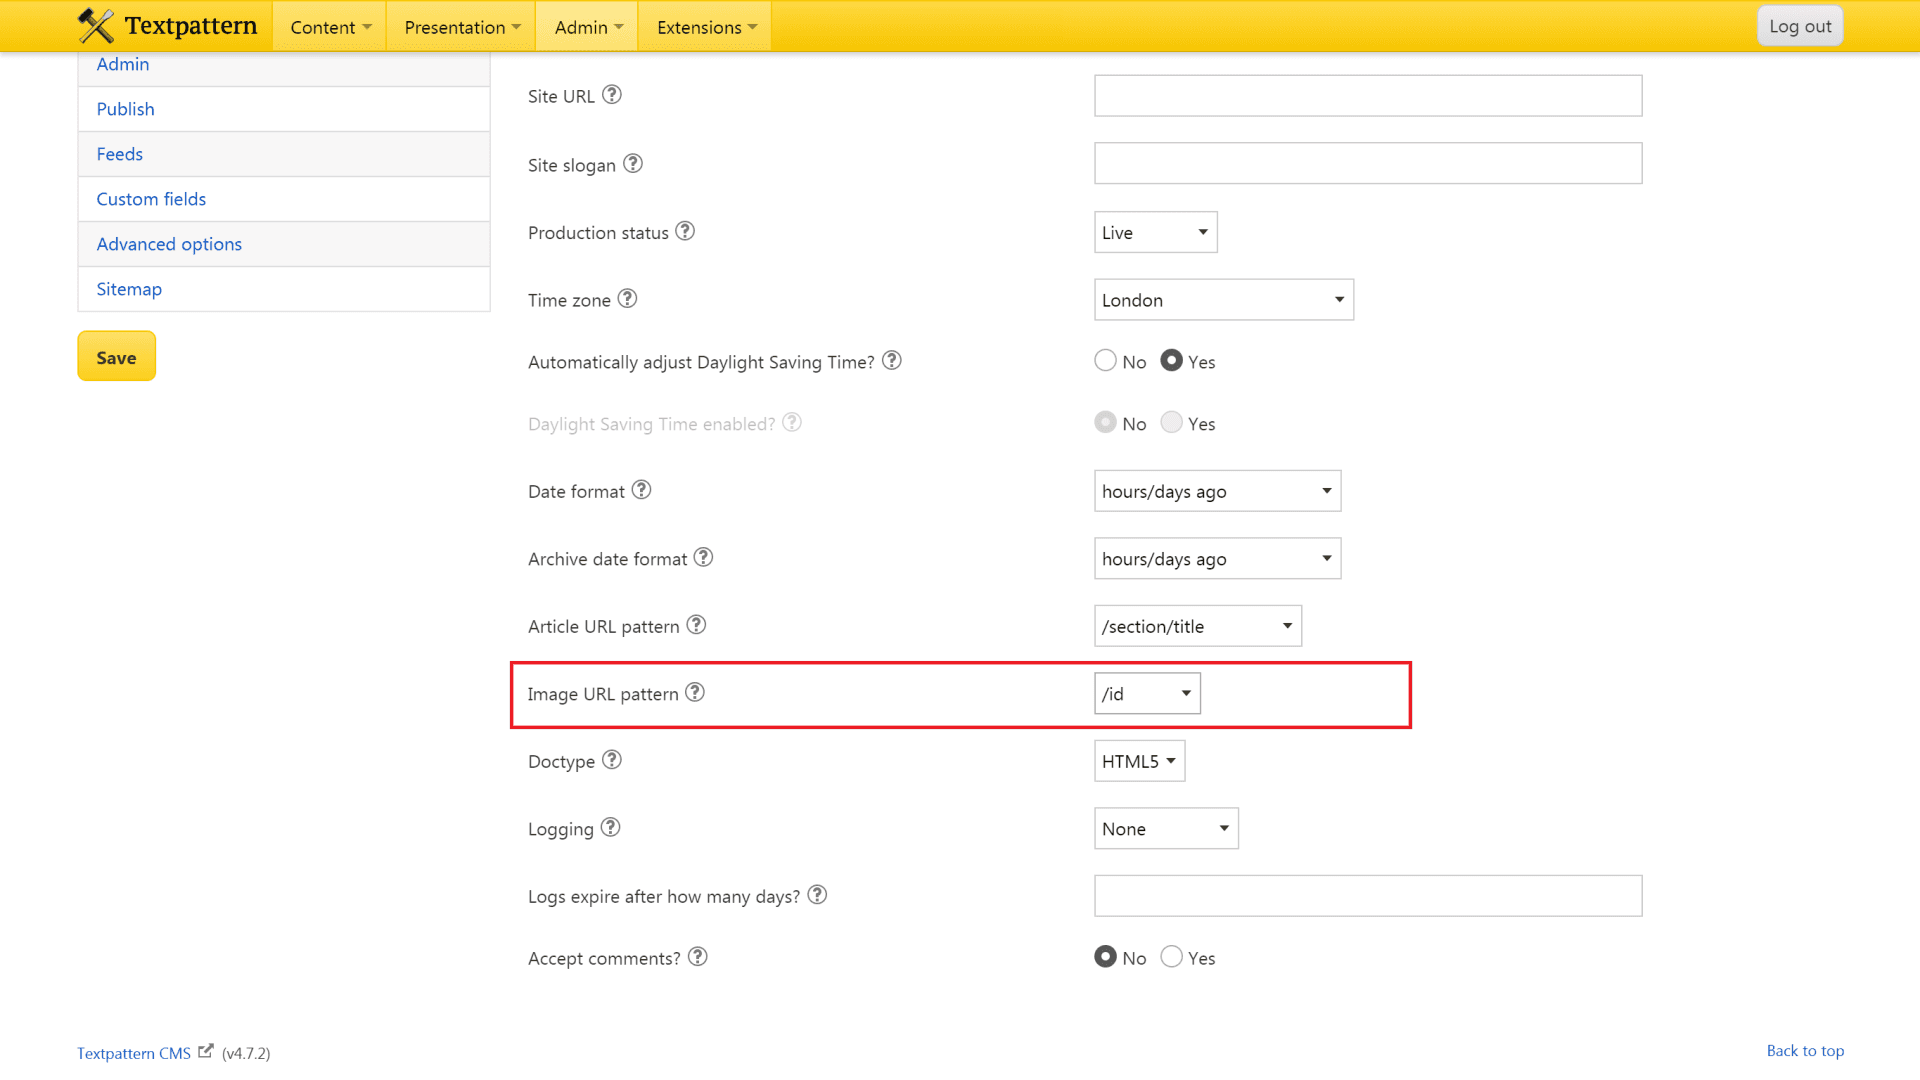 Textpattern
Content
Presentation
Admin
Extensions
Log out
Admin
Publish
Feeds
Custom fields
Advanced options
Sitemap
Save
Site URL ?
Site slogan ?
Production status ? Live
Time zone ? London
Automatically adjust Daylight Saving Time? ? No Yes
Daylight Saving Time enabled? ? No Yes
Date format ? hours/days ago
Archive date format ? hours/days ago
Article URL pattern ? /section/title
Image URL pattern ? /id
Doctype ? HTML5
Logging ? None
Logs expire after how many days? ?
Accept comments? ? No Yes
Textpattern CMS (v4.7.2)
Back to top